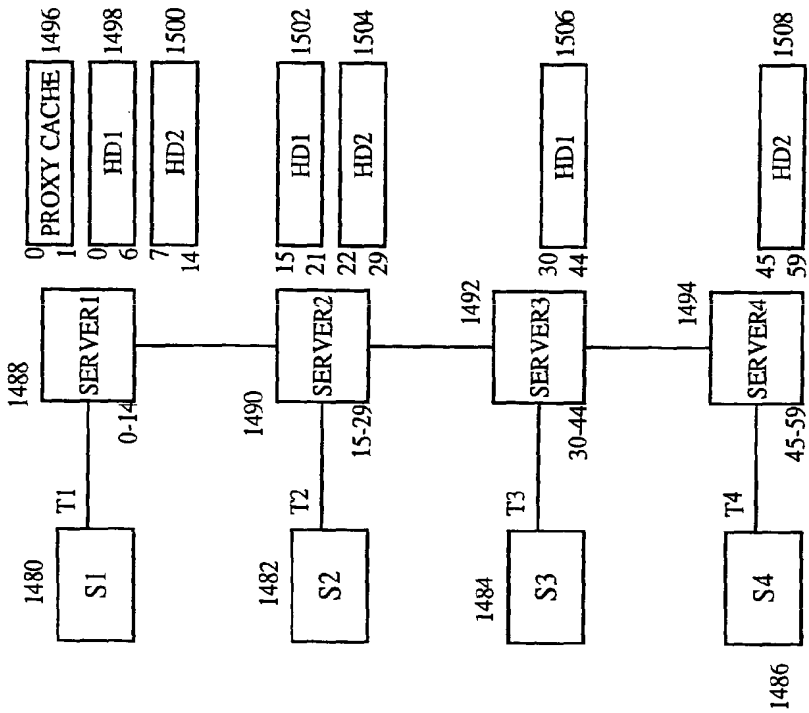 1480
S1
T1
1488
SERVER1
0-14
0
1
PROXY CACHE
1496
0
6
HD1
1498
7
14
HD2
1500
1482
S2
T2
1490
SERVER2
15-29
15
21
HD1
1502
22
29
HD2
1504
1484
S3
T3
1492
SERVER3
30-44
30
44
HD1
1506
1486
S4
T4
1494
SERVER4
45-59
45
59
HD2
1508